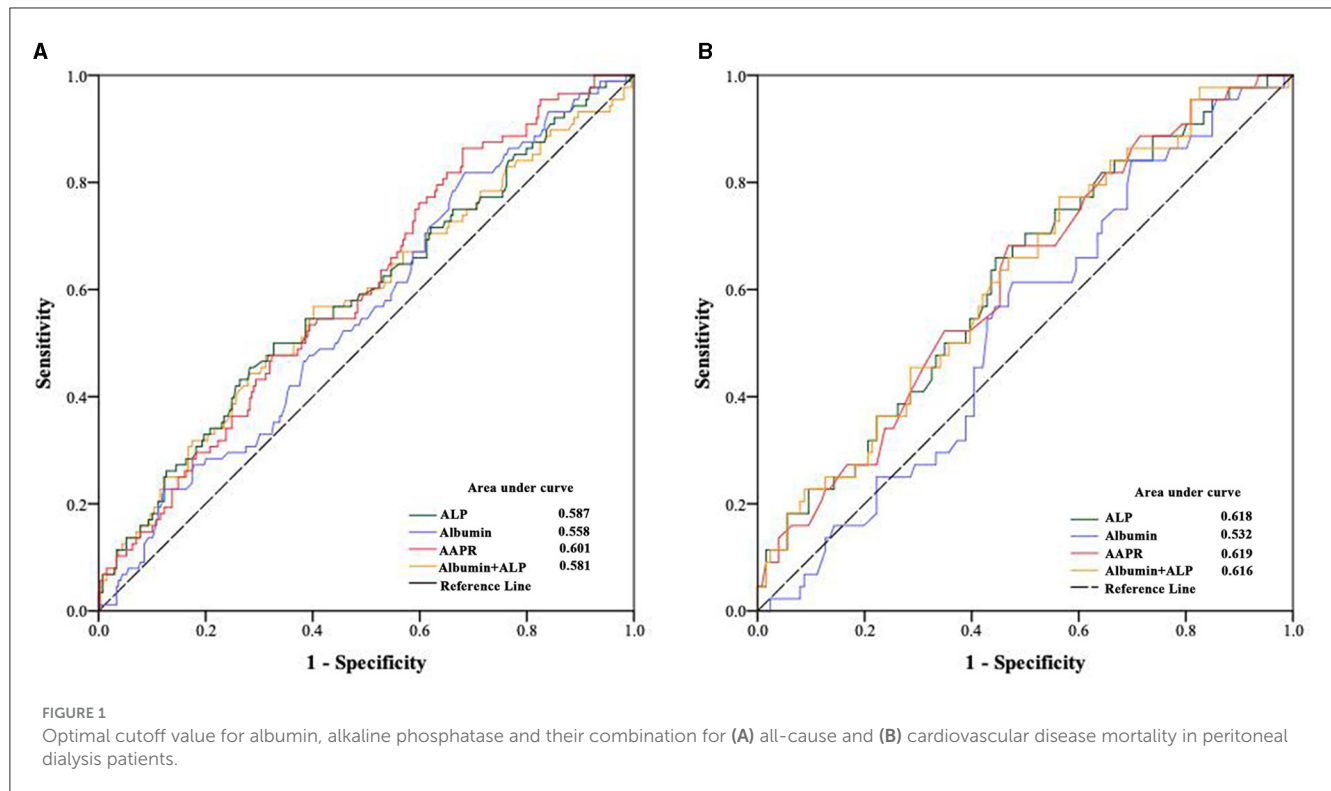 A
B
1.0
0.8
0.6
0.4
0.2
0.0
Sensitivity
Area under curve
ALP 0.587
Albumin 0.558
AAPR 0.601
Albumin+ALP 0.581
Reference Line
0.0 0.2 0.4 0.6 0.8 1.0
1 - Specificity
1.0
0.8
0.6
0.4
0.2
0.0
Sensitivity
Area under curve
ALP 0.618
Albumin 0.532
AAPR 0.619
Albumin+ALP 0.616
Reference Line
0.0 0.2 0.4 0.6 0.8 1.0
1 - Specificity
FIGURE 1
Optimal cutoff value for albumin, alkaline phosphatase and their combination for (A) all-cause and (B) cardiovascular disease mortality in peritoneal
dialysis patients.